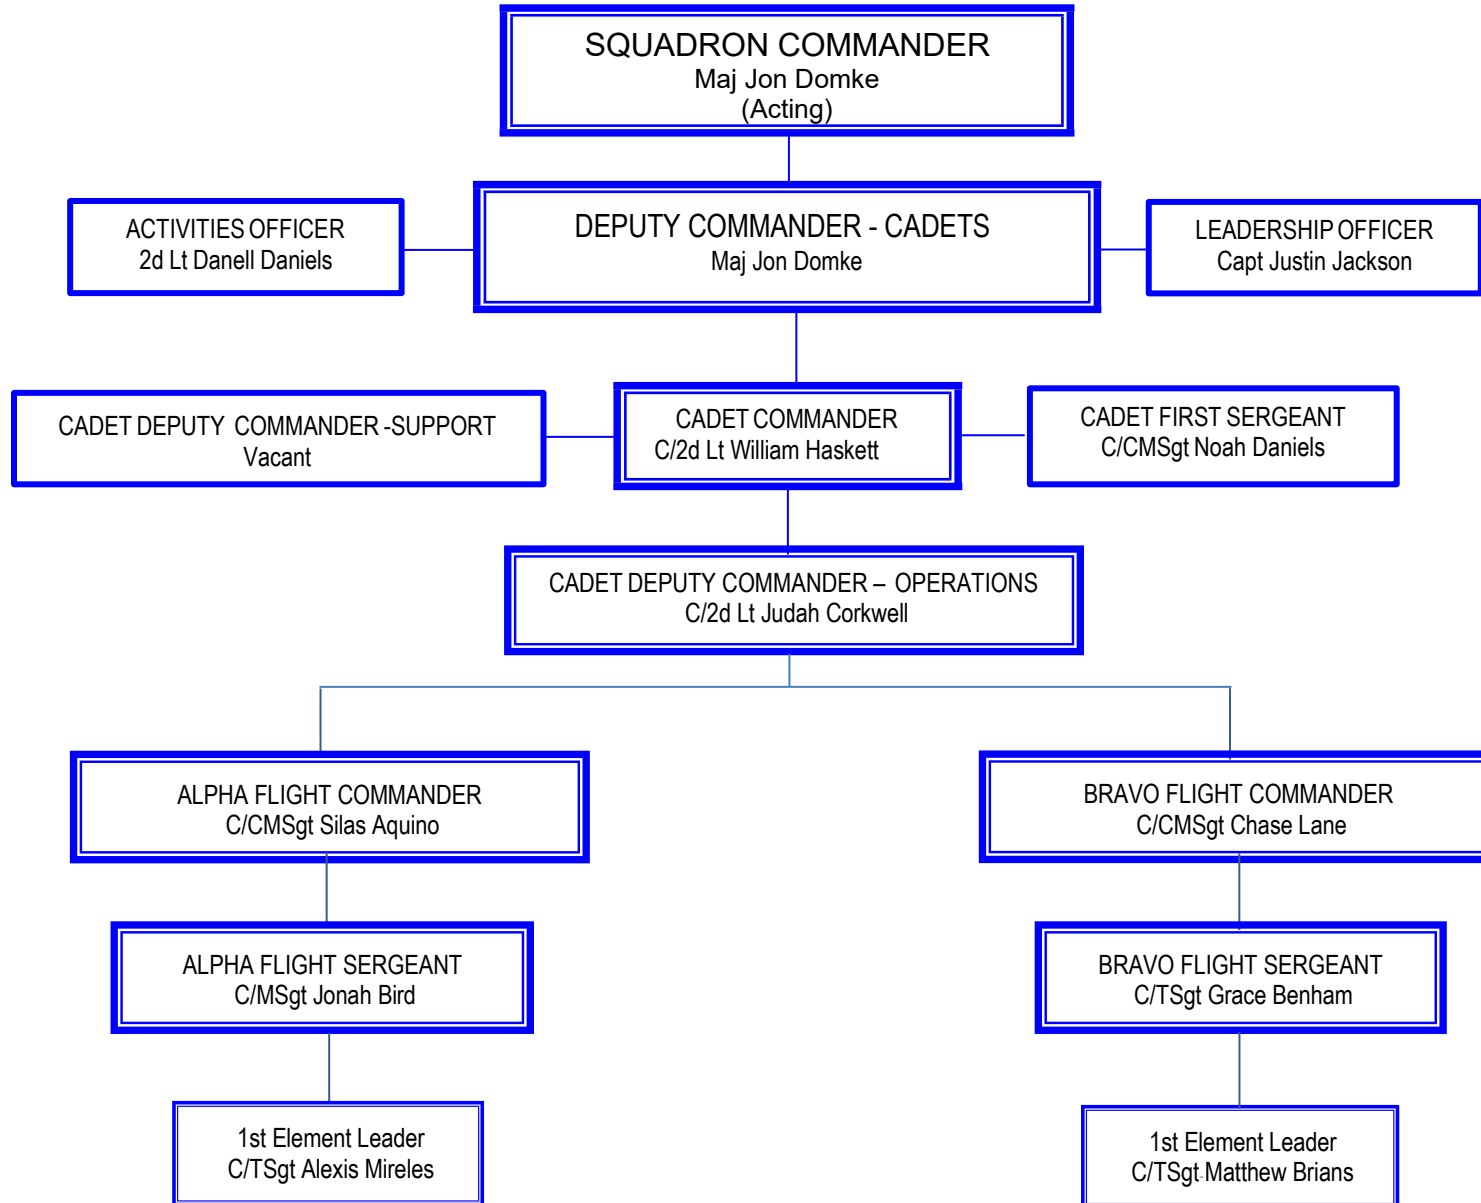 SQUADRON COMMANDER
Maj Jon Domke
(Acting)
ACTIVITIES OFFICER
2d Lt Danell Daniels
DEPUTY COMMANDER - CADETS
Maj Jon Domke
LEADERSHIP OFFICER
Capt Justin Jackson
CADET DEPUTY COMMANDER -SUPPORT
Vacant
CADET COMMANDER
C/2d Lt William Haskett
CADET FIRST SERGEANT
C/CMSgt Noah Daniels
CADET DEPUTY COMMANDER – OPERATIONS
C/2d Lt Judah Corkwell
ALPHA FLIGHT COMMANDER
C/CMSgt Silas Aquino
BRAVO FLIGHT COMMANDER
C/CMSgt Chase Lane
ALPHA FLIGHT SERGEANT
C/MSgt Jonah Bird
BRAVO FLIGHT SERGEANT
C/TSgt Grace Benham
1st Element Leader
C/TSgt Alexis Mireles
1st Element Leader
C/TSgt Matthew Brians